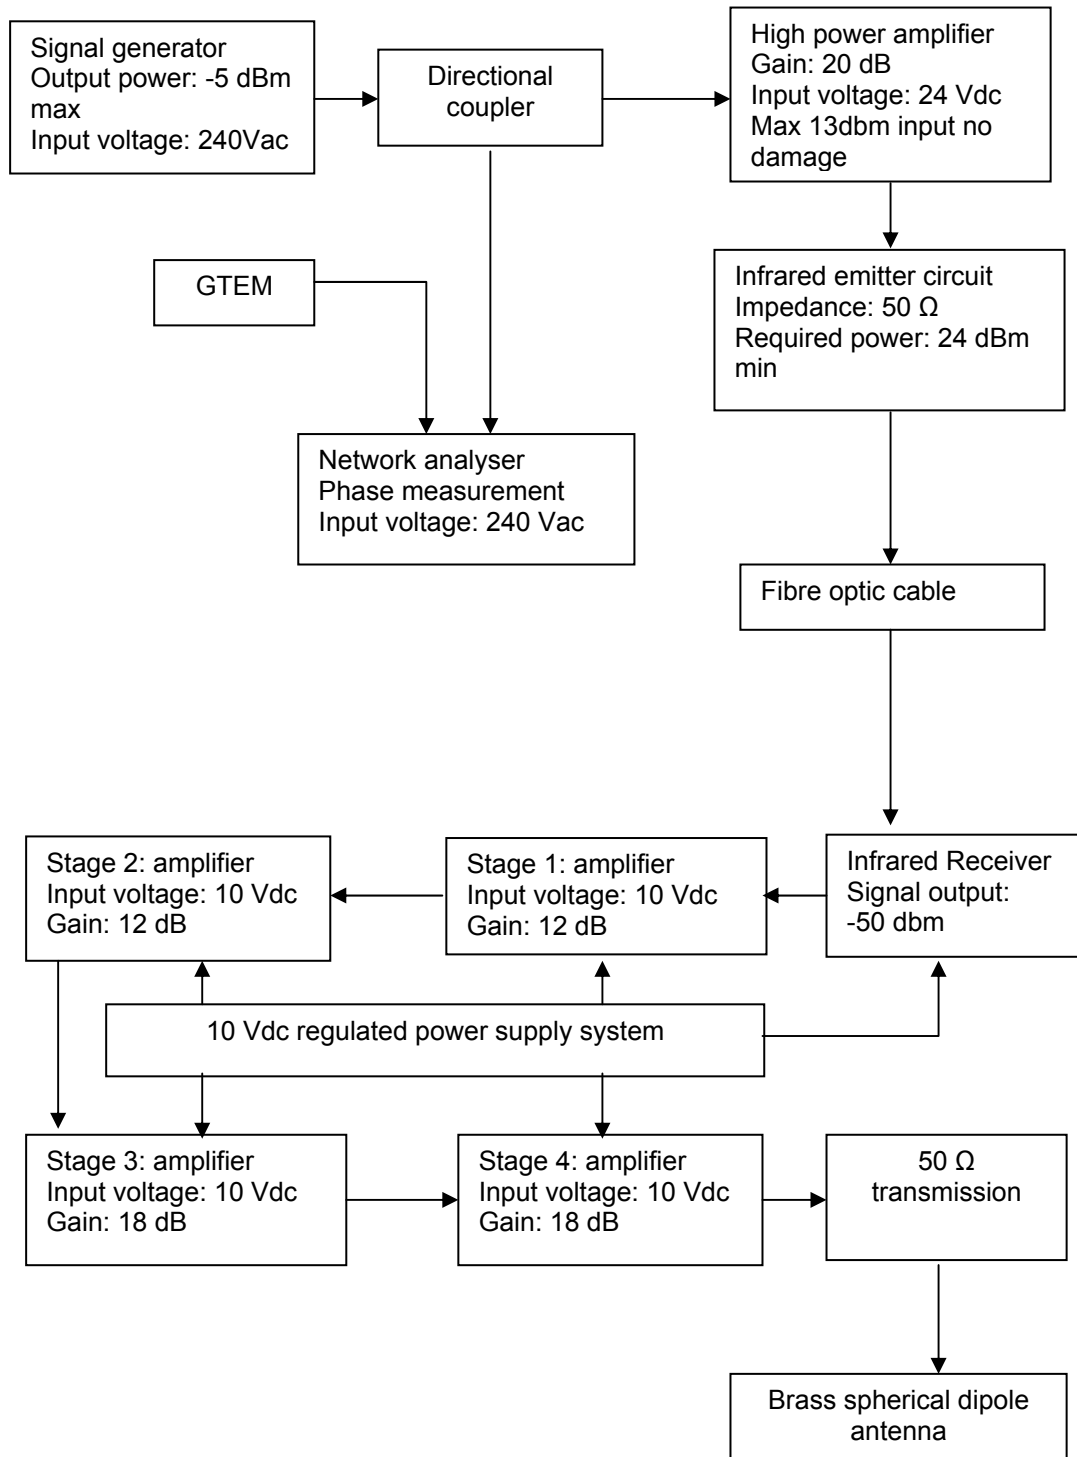 Signal generator
Output power: -5 dBm
max
Input voltage: 240Vac
Directional
coupler
High power amplifier
Gain: 20 dB
Input voltage: 24 Vdc
Max 13dbm input no
damage
GTEM
Infrared emitter circuit
Impedance: 50 Ω
Required power: 24 dBm
min
Network analyser
Phase measurement
Input voltage: 240 Vac
Fibre optic cable
Stage 2: amplifier
Input voltage: 10 Vdc
Gain: 12 dB
Stage 1: amplifier
Input voltage: 10 Vdc
Gain: 12 dB
Infrared Receiver
Signal output:
-50 dbm
10 Vdc regulated power supply system
Stage 3: amplifier
Input voltage: 10 Vdc
Gain: 18 dB
Stage 4: amplifier
Input voltage: 10 Vdc
Gain: 18 dB
50 Ω
transmission
Brass spherical dipole
antenna